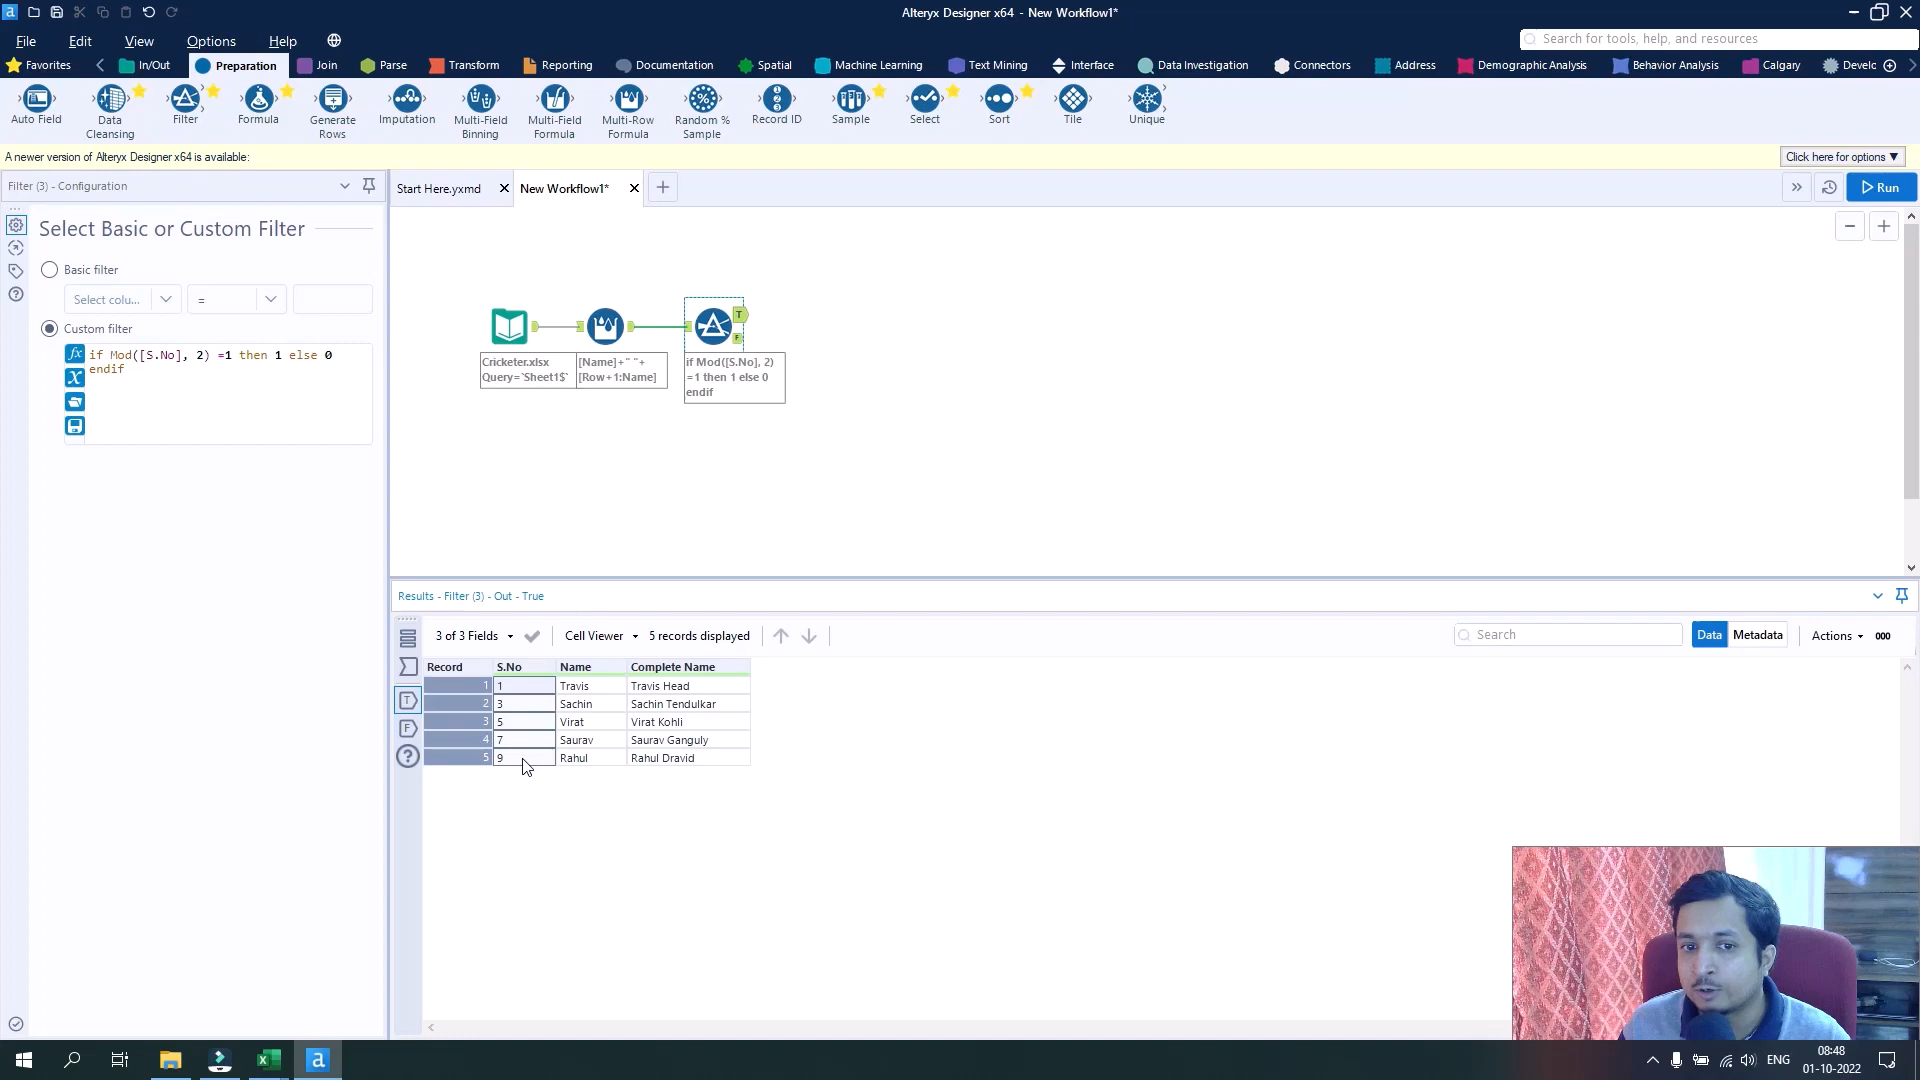 Alteryx Designer x64 - New Workflow1*
File Edit View Options Help
Search for tools, help, and resources
Favorites In/Out Preparation Join Parse Transform Reporting Documentation Spatial Machine Learning Text Mining Interface Data Investigation Connectors Address Demographic Analysis Behavior Analysis Calgary Develo
Auto Field Data Cleansing Filter Formula Generate Rows Imputation Multi-Field Binning Multi-Field Formula Multi-Row Formula Random % Sample Record ID Sample Select Sort Tile Unique
A newer version of Alteryx Designer x64 is available: Click here for options ▼
Filter (3) - Configuration
Start Here.yxmd New Workflow1* Run
Select Basic or Custom Filter
Basic filter
Select colu... =
Custom filter
if Mod([S.No], 2) =1 then 1 else 0
endif
fx
X
T
F
Cricketer.xlsx
Query=`Sheet1$`
[Name]+" "+
[Row+1:Name]
if Mod([S.No], 2)
=1 then 1 else 0
endif
Results - Filter (3) - Out - True
3 of 3 Fields Cell Viewer 5 records displayed Search Data Metadata Actions 000
Record S.No Name Complete Name
1 1 Travis Travis Head
2 3 Sachin Sachin Tendulkar
3 5 Virat Virat Kohli
4 7 Saurav Saurav Ganguly
5 9 Rahul Rahul Dravid
T
F
ENG
08:48
01-10-2022